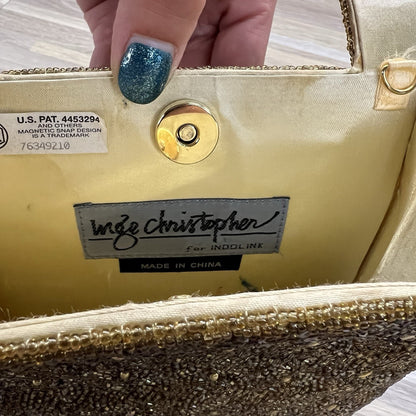 U.S. PAT. 4453294
AND OTHERS
MAGNETIC SNAP DESIGN
IS A TRADEMARK
76349210
inge christopher
for INDOLINK
MADE IN CHINA